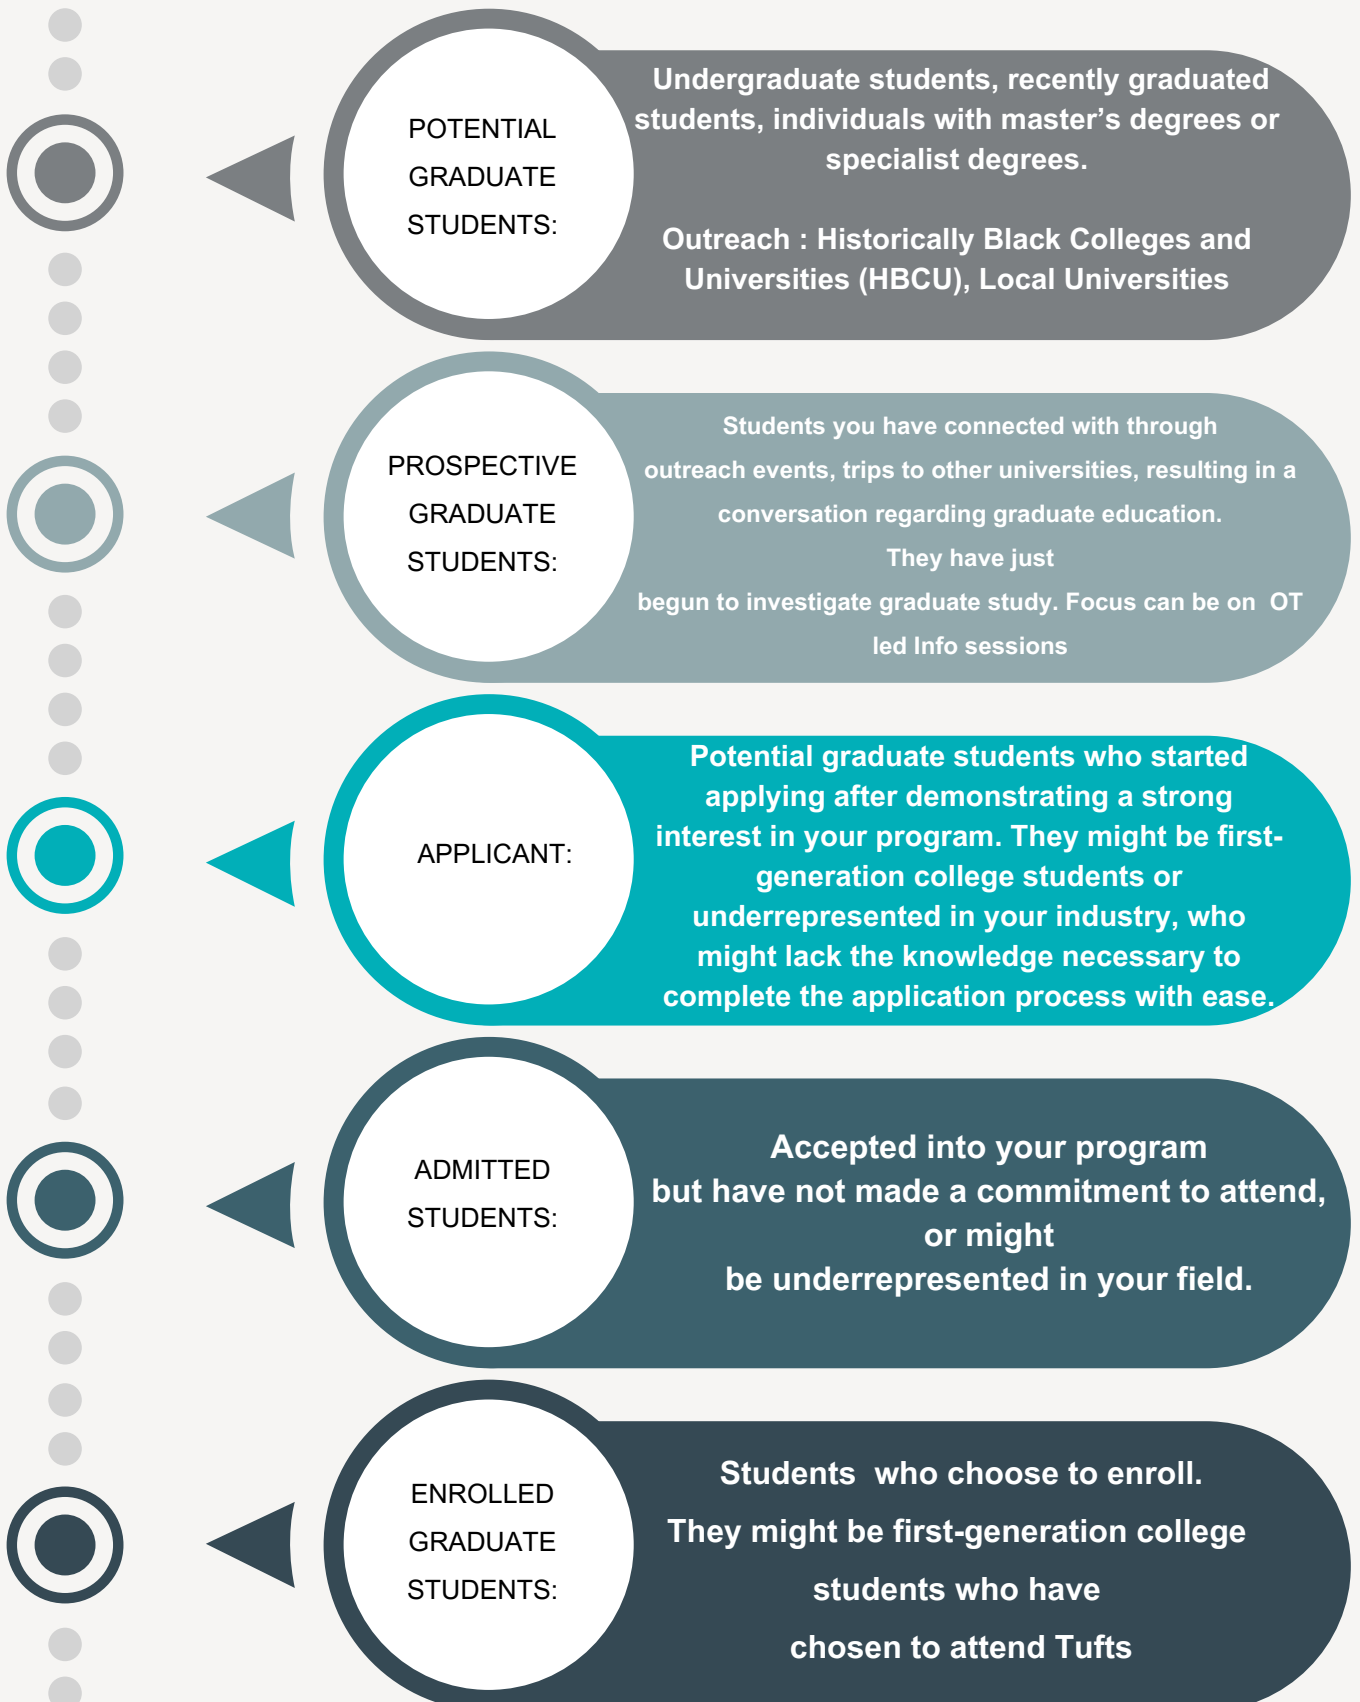 POTENTIAL
GRADUATE
STUDENTS:
Undergraduate students, recently graduated
students, individuals with master’s degrees or
specialist degrees.
Outreach : Historically Black Colleges and
Universities (HBCU), Local Universities
PROSPECTIVE
GRADUATE
STUDENTS:
Students you have connected with through
outreach events, trips to other universities, resulting in a
conversation regarding graduate education.
They have just
begun to investigate graduate study. Focus can be on  OT
led Info sessions
APPLICANT:
Potential graduate students who started
applying after demonstrating a strong
interest in your program. They might be first-
generation college students or
underrepresented in your industry, who
might lack the knowledge necessary to
complete the application process with ease.
ADMITTED
STUDENTS:
Accepted into your program
but have not made a commitment to attend,
or might
be underrepresented in your field.
ENROLLED
GRADUATE
STUDENTS:
Students  who choose to enroll.
They might be first-generation college
students who have
chosen to attend Tufts